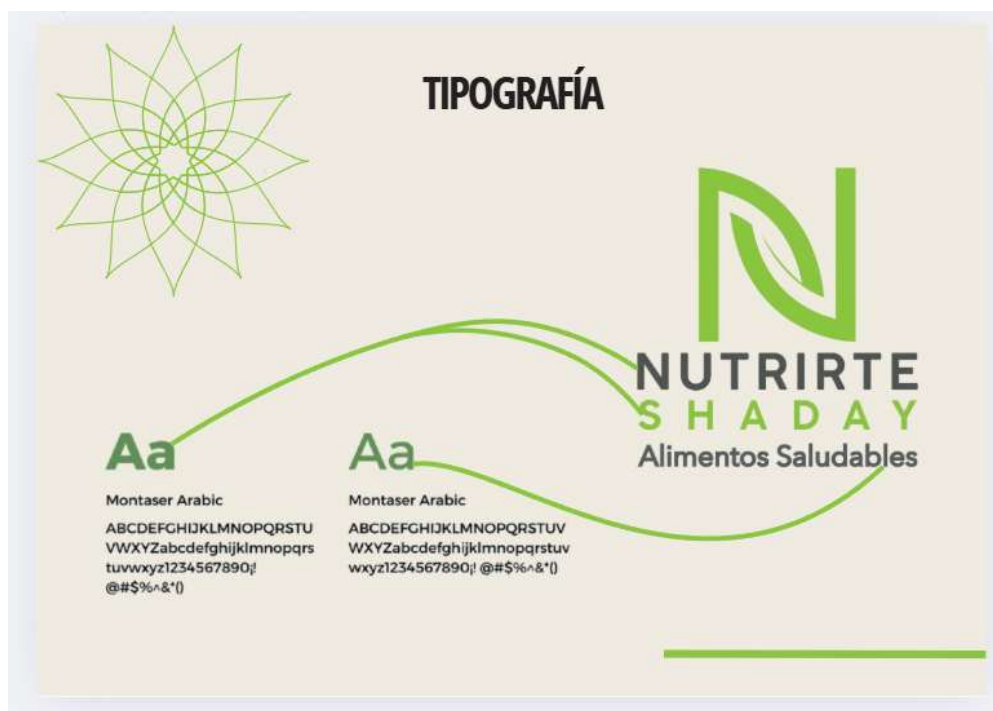 TIPOGRAFÍA
NUTRIRTE
SHADAY
Alimentos Saludables
Aa
Montaser Arabic
ABCDEFGHIJKLMNOPQRSTU
VWXYZabcdefghijklmnopqrs
tuvwxyz1234567890¡!
@#$%^&*()
Aa
Montaser Arabic
ABCDEFGHIJKLMNOPQRSTUV
WXYZabcdefghijklmnopqrstuv
wxyz1234567890¡! @#$%^&*()